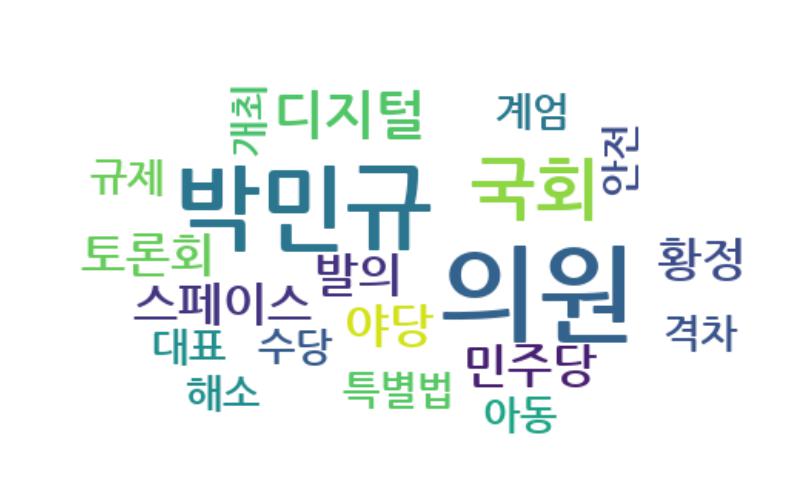 개최
디지털
계엄
규제
박민규
국회
안전
토론회
발의
의원
황정
스페이스
야당
대표
수당
민주당
격차
해소
특별법
아동